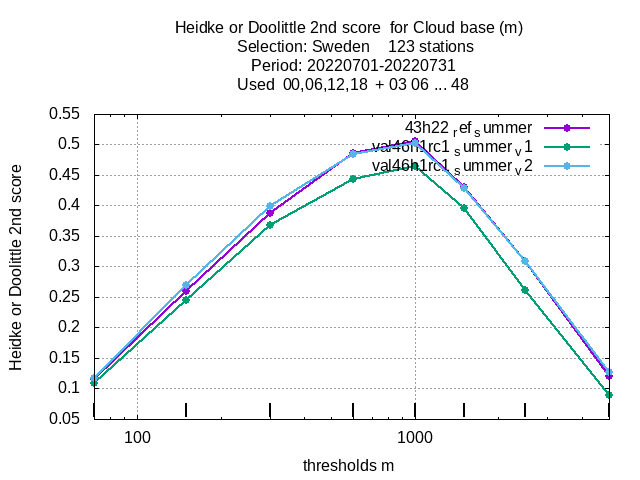 Heidke or Doolittle 2nd score  for Cloud base (m)
Selection: Sweden    123 stations
Period: 20220701-20220731
Used  00,06,12,18  + 03 06 ... 48
43h22 ref summer
val46h1rc1 summer v1
val46h1rc1 summer v2
Heidke or Doolittle 2nd score
0.55
0.5
0.45
0.4
0.35
0.3
0.25
0.2
0.15
0.1
0.05
100
1000
thresholds m